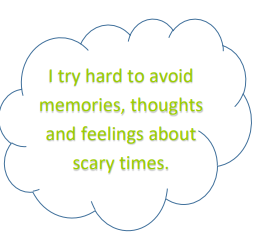 I try hard to avoid
memories, thoughts
and feelings about
scary times.